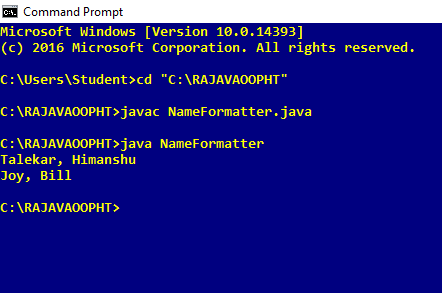 Command Prompt
Microsoft Windows [Version 10.0.14393]
(c) 2016 Microsoft Corporation. All rights reserved.
C:\Users\Student>cd "C:\RAJAVAOOPHT"
C:\RAJAVAOOPHT>javac NameFormatter.java
C:\RAJAVAOOPHT>java NameFormatter
Talekar, Himanshu
Joy, Bill
C:\RAJAVAOOPHT>